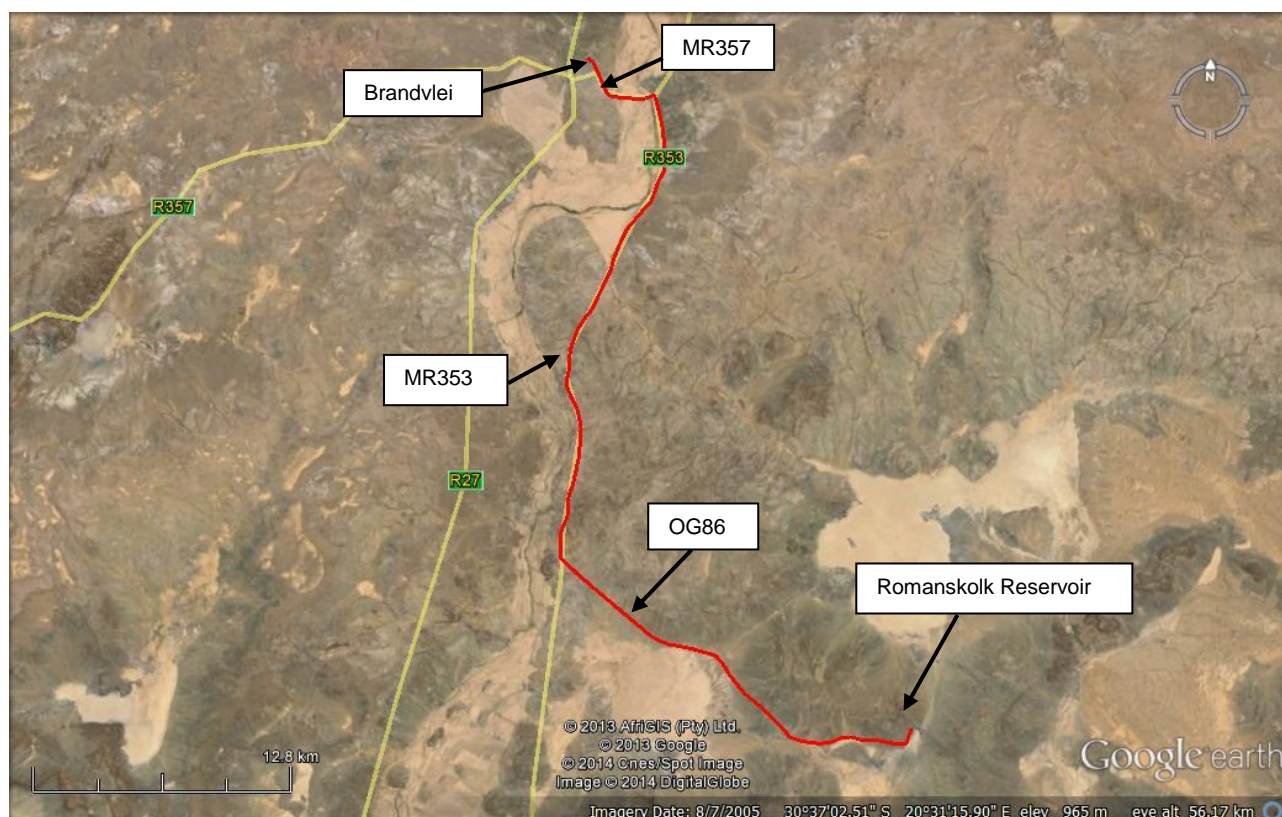 MR357
N
Brandvlei
R353
R357
MR353
R27
OG86
Romanskolk Reservoir
© 2013 AfriGIS (Pty) Ltd.
© 2013 Google
© 2014 Cnes/Spot Image
Image © 2014 DigitalGlobe
12.8 km
Google earth
Imagery Date: 8/7/2005 30°37'02.51" S 20°31'15.90" E elev 965 m eye alt 56.17 km